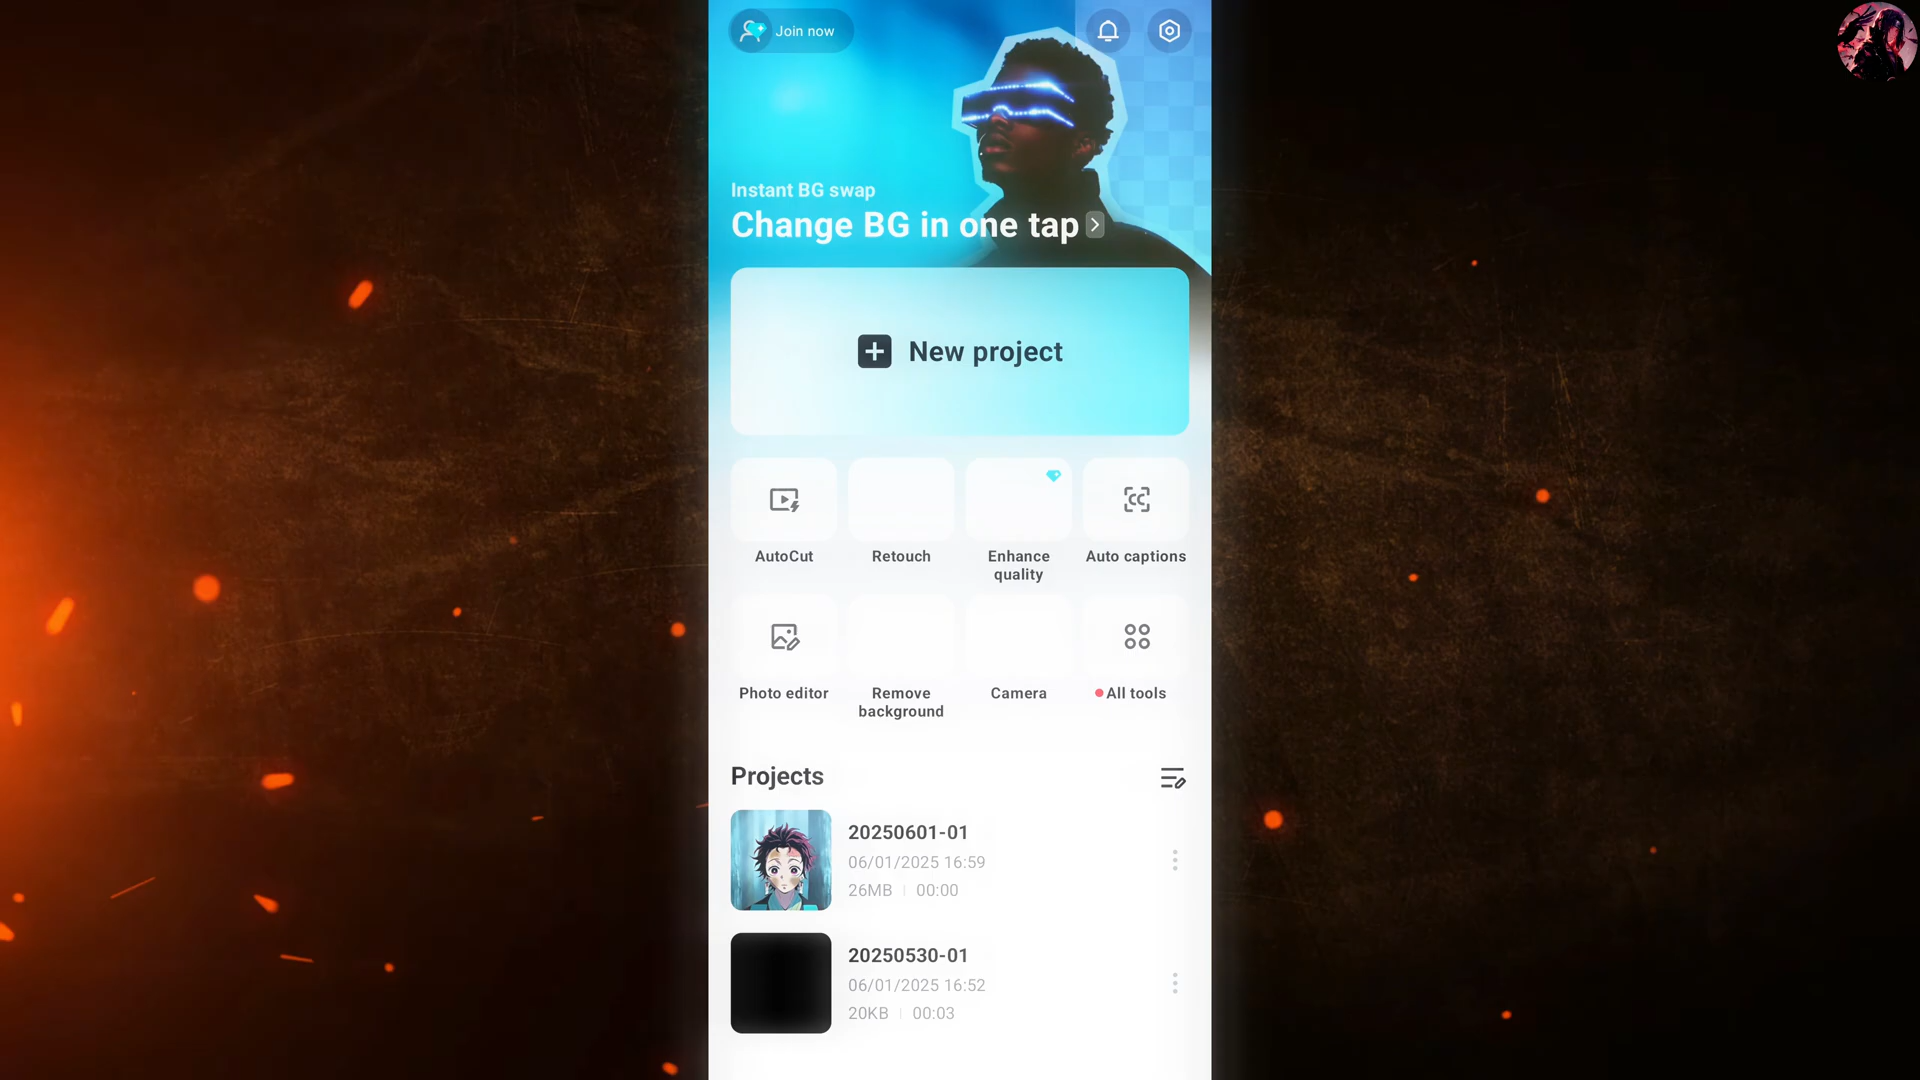 Join now
Instant BG swap
Change BG in one tap
New project
AutoCut
Retouch
Enhance
quality
CC
Auto captions
Photo editor
Remove
background
Camera
All tools
Projects
20250601-01
06/01/2025 16:59
26MB | 00:00
20250530-01
06/01/2025 16:52
20KB | 00:03